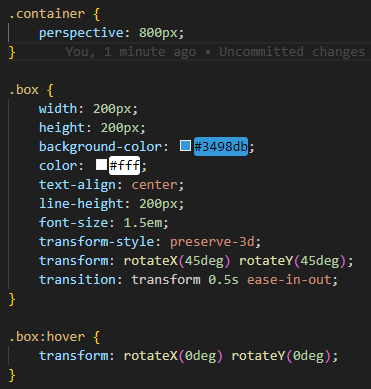 .container {
    perspective: 800px;
}      You, 1 minute ago • Uncommitted changes

.box {
    width: 200px;
    height: 200px;
    background-color: #3498db;
    color: #fff;
    text-align: center;
    line-height: 200px;
    font-size: 1.5em;
    transform-style: preserve-3d;
    transform: rotateX(45deg) rotateY(45deg);
    transition: transform 0.5s ease-in-out;
}

.box:hover {
    transform: rotateX(0deg) rotateY(0deg);
}